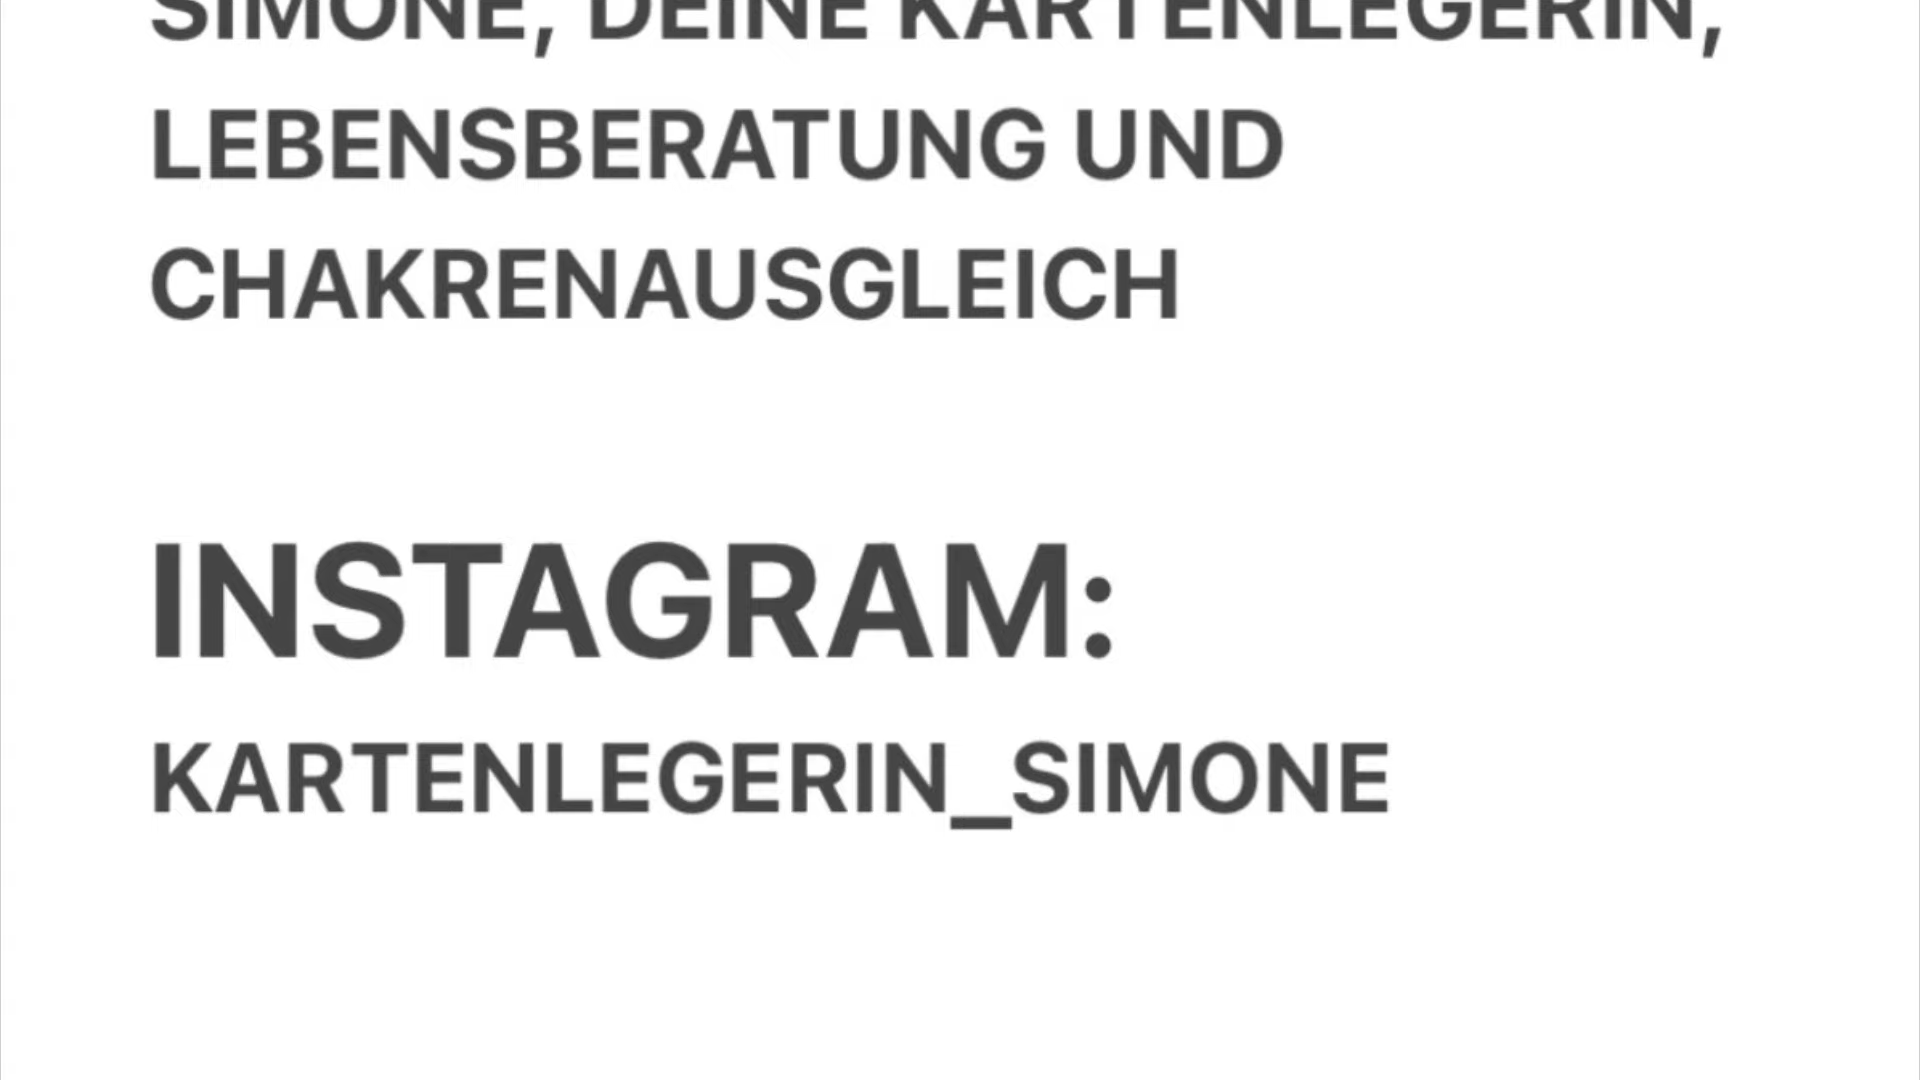 SIMONE, DEINE KARTENLEGERIN,
LEBENSBERATUNG UND
CHAKRENAUSGLEICH
INSTAGRAM:
KARTENLEGERIN_SIMONE